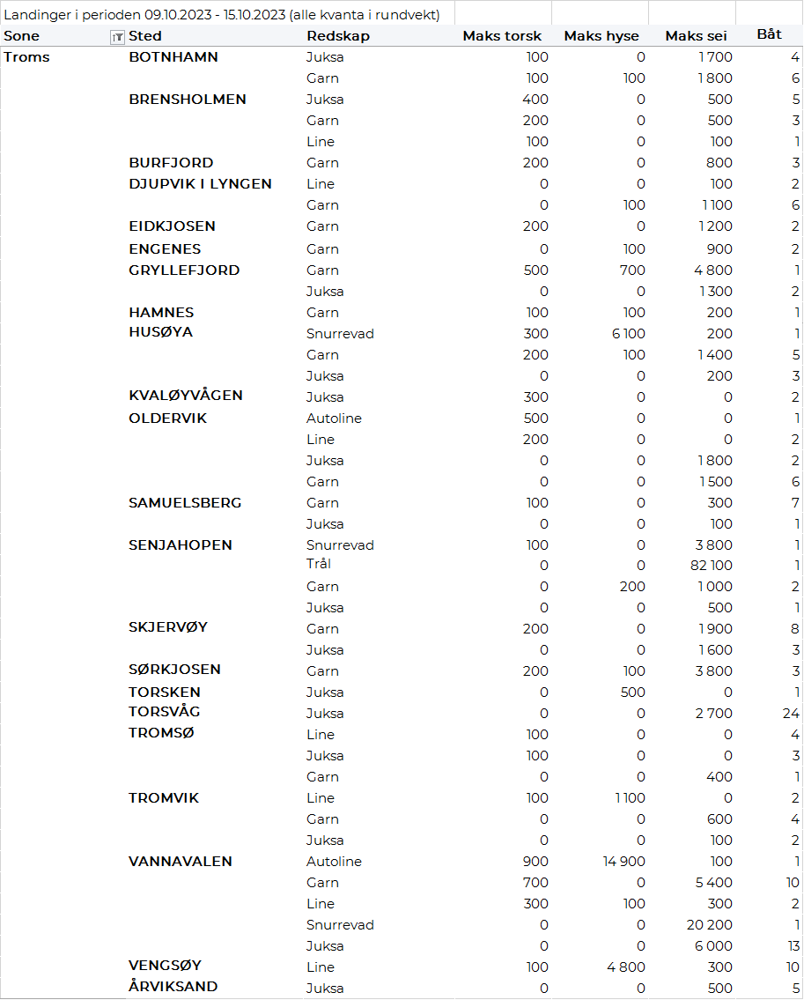 Landinger i perioden 09.10.2023 - 15.10.2023 (alle kvanta i rundvekt)
Sone Sted Redskap Maks torsk Maks hyse Maks sei Båt
Troms BOTNHAMN Juksa 100 0 1 700 4
Garn 100 100 1 800 6
BRENSHOLMEN Juksa 400 0 500 5
Garn 200 0 500 3
Line 100 0 100 1
BURFJORD Garn 200 0 800 3
DJUPVIK I LYNGEN Line 0 0 100 2
Garn 0 100 1 100 6
EIDKJOSEN Garn 200 0 1 200 2
ENGENES Garn 0 100 900 2
GRYLLEFJORD Garn 500 700 4 800 1
Juksa 0 0 1 300 2
HAMNES Garn 100 100 200 1
HUSØYA Snurrevad 300 6 100 200 1
Garn 200 100 1 400 5
Juksa 0 0 200 3
KVALØYVÅGEN Juksa 300 0 0 2
OLDERVIK Autoline 500 0 0 1
Line 200 0 0 2
Juksa 0 0 1 800 2
Garn 0 0 1 500 6
SAMUELSBERG Garn 100 0 300 7
Juksa 0 0 100 1
SENJAHOPEN Snurrevad 100 0 3 800 1
Trål 0 0 82 100 1
Garn 0 200 1 000 2
Juksa 0 0 500 1
SKJERVØY Garn 200 0 1 900 8
Juksa 0 0 1 600 3
SØRKJOSEN Garn 200 100 3 800 3
TORSKEN Juksa 0 500 0 1
TORSVÅG Juksa 0 0 2 700 24
TROMSØ Line 100 0 0 4
Juksa 100 0 0 3
Garn 0 0 400 1
TROMVIK Line 100 1 100 0 2
Garn 0 0 600 4
Juksa 0 0 100 2
VANNAVALEN Autoline 900 14 900 100 1
Garn 700 0 5 400 10
Line 300 100 300 2
Snurrevad 0 0 20 200 1
Juksa 0 0 6 000 13
VENGSØY Line 100 4 800 300 10
ÅRVIKSAND Juksa 0 0 500 5